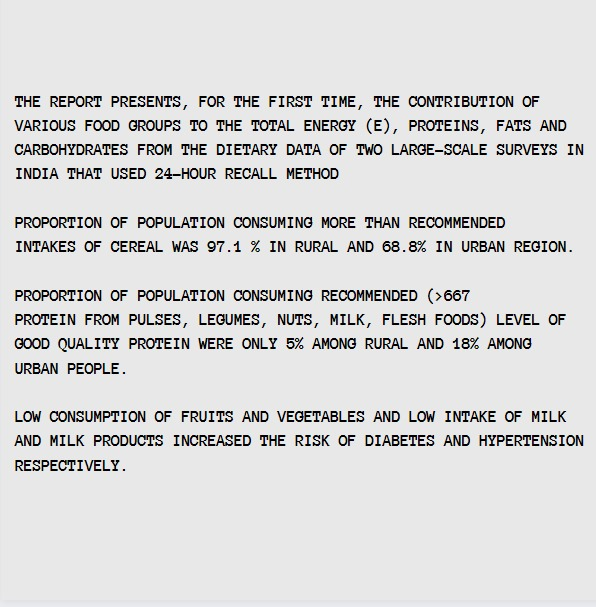 THE REPORT PRESENTS, FOR THE FIRST TIME, THE CONTRIBUTION OF
VARIOUS FOOD GROUPS TO THE TOTAL ENERGY (E), PROTEINS, FATS AND
CARBOHYDRATES FROM THE DIETARY DATA OF TWO LARGE-SCALE SURVEYS IN
INDIA THAT USED 24-HOUR RECALL METHOD
PROPORTION OF POPULATION CONSUMING MORE THAN RECOMMENDED
INTAKES OF CEREAL WAS 97.1 % IN RURAL AND 68.8% IN URBAN REGION.
PROPORTION OF POPULATION CONSUMING RECOMMENDED (>667
PROTEIN FROM PULSES, LEGUMES, NUTS, MILK, FLESH FOODS) LEVEL OF
GOOD QUALITY PROTEIN WERE ONLY 5% AMONG RURAL AND 18% AMONG
URBAN PEOPLE.
LOW CONSUMPTION OF FRUITS AND VEGETABLES AND LOW INTAKE OF MILK
AND MILK PRODUCTS INCREASED THE RISK OF DIABETES AND HYPERTENSION
RESPECTIVELY.